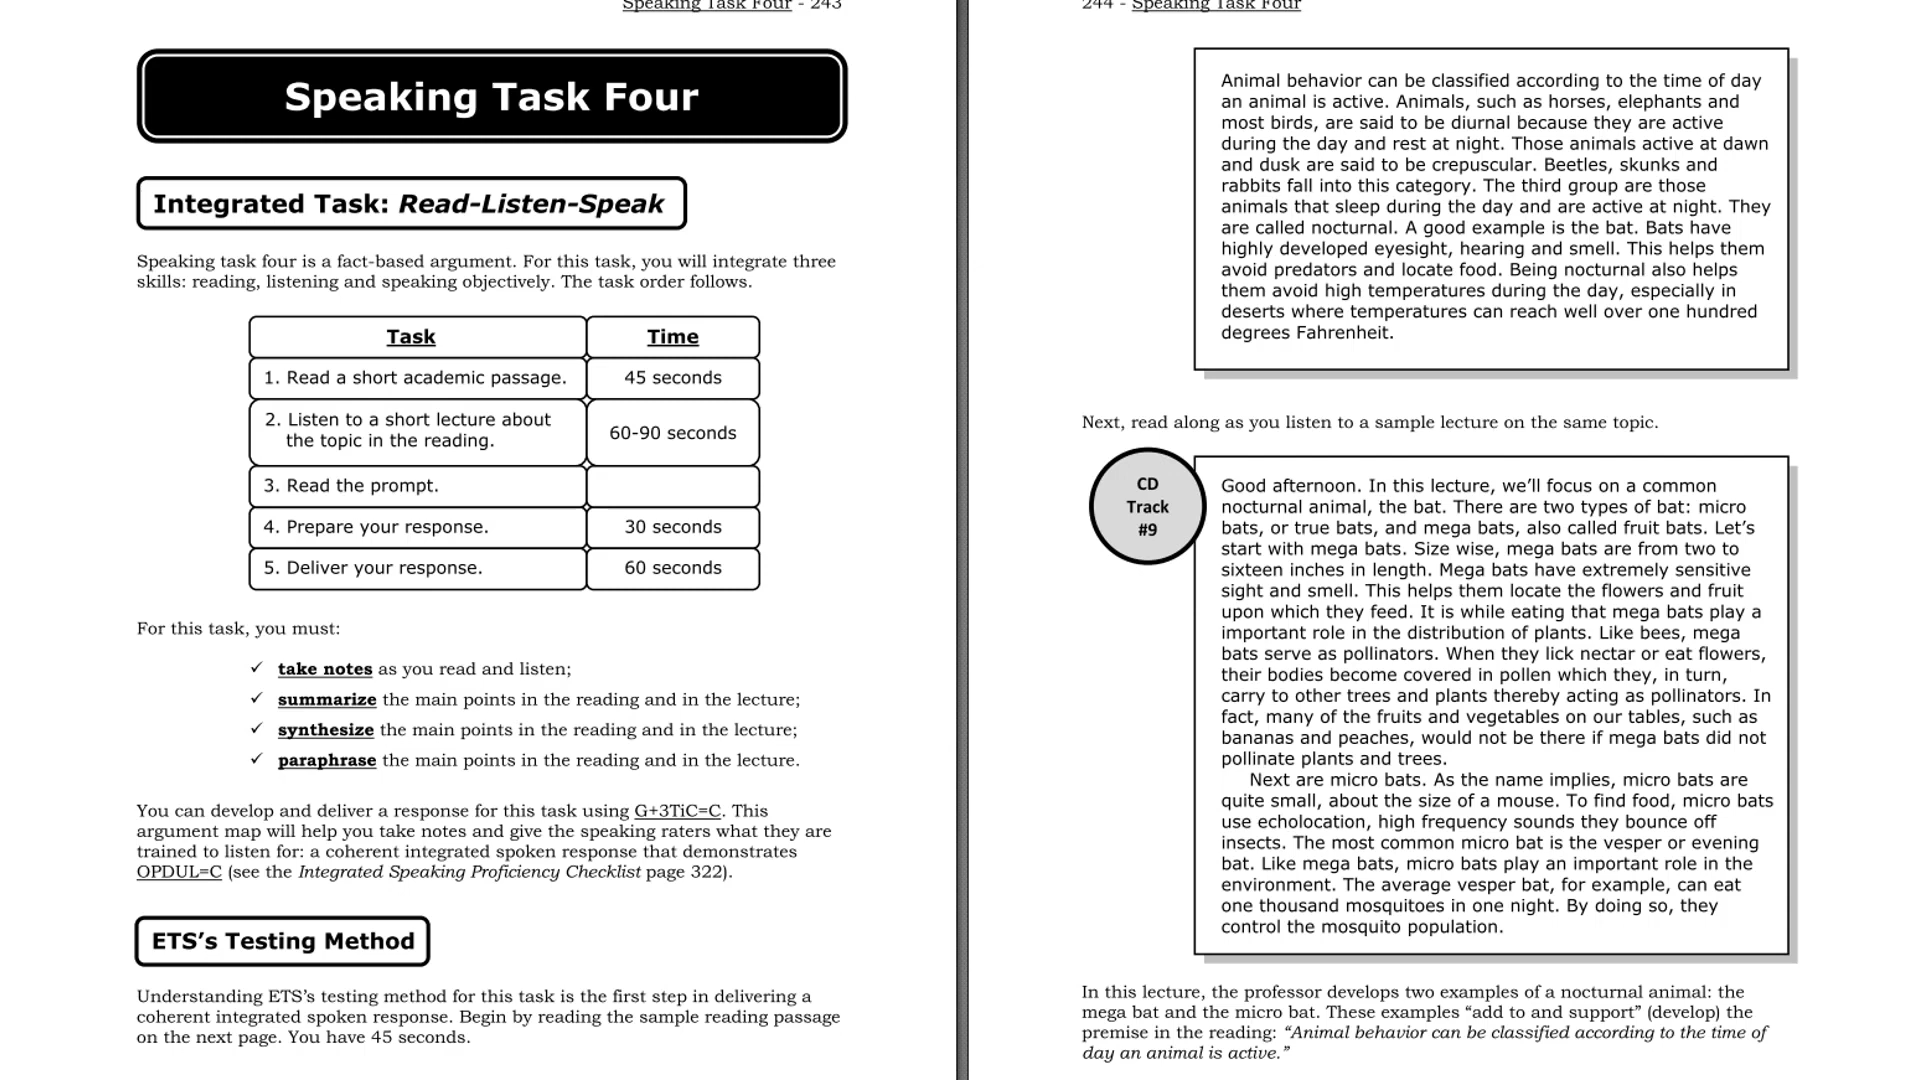 Speaking Task Four - 243
Speaking Task Four
Integrated Task: Read-Listen-Speak
Speaking task four is a fact-based argument. For this task, you will integrate three
skills: reading, listening and speaking objectively. The task order follows.
Task Time
1. Read a short academic passage. 45 seconds
2. Listen to a short lecture about
the topic in the reading. 60-90 seconds
3. Read the prompt.
4. Prepare your response. 30 seconds
5. Deliver your response. 60 seconds
For this task, you must:
✓ take notes as you read and listen;
✓ summarize the main points in the reading and in the lecture;
✓ synthesize the main points in the reading and in the lecture;
✓ paraphrase the main points in the reading and in the lecture.
You can develop and deliver a response for this task using G+3TiC=C. This
argument map will help you take notes and give the speaking raters what they are
trained to listen for: a coherent integrated spoken response that demonstrates
OPDUL=C (see the Integrated Speaking Proficiency Checklist page 322).
ETS’s Testing Method
Understanding ETS’s testing method for this task is the first step in delivering a
coherent integrated spoken response. Begin by reading the sample reading passage
on the next page. You have 45 seconds.
244 - Speaking Task Four
Animal behavior can be classified according to the time of day
an animal is active. Animals, such as horses, elephants and
most birds, are said to be diurnal because they are active
during the day and rest at night. Those animals active at dawn
and dusk are said to be crepuscular. Beetles, skunks and
rabbits fall into this category. The third group are those
animals that sleep during the day and are active at night. They
are called nocturnal. A good example is the bat. Bats have
highly developed eyesight, hearing and smell. This helps them
avoid predators and locate food. Being nocturnal also helps
them avoid high temperatures during the day, especially in
deserts where temperatures can reach well over one hundred
degrees Fahrenheit.
Next, read along as you listen to a sample lecture on the same topic.
CD
Track
#9
Good afternoon. In this lecture, we’ll focus on a common
nocturnal animal, the bat. There are two types of bat: micro
bats, or true bats, and mega bats, also called fruit bats. Let’s
start with mega bats. Size wise, mega bats are from two to
sixteen inches in length. Mega bats have extremely sensitive
sight and smell. This helps them locate the flowers and fruit
upon which they feed. It is while eating that mega bats play a
important role in the distribution of plants. Like bees, mega
bats serve as pollinators. When they lick nectar or eat flowers,
their bodies become covered in pollen which they, in turn,
carry to other trees and plants thereby acting as pollinators. In
fact, many of the fruits and vegetables on our tables, such as
bananas and peaches, would not be there if mega bats did not
pollinate plants and trees.
Next are micro bats. As the name implies, micro bats are
quite small, about the size of a mouse. To find food, micro bats
use echolocation, high frequency sounds they bounce off
insects. The most common micro bat is the vesper or evening
bat. Like mega bats, micro bats play an important role in the
environment. The average vesper bat, for example, can eat
one thousand mosquitoes in one night. By doing so, they
control the mosquito population.
In this lecture, the professor develops two examples of a nocturnal animal: the
mega bat and the micro bat. These examples “add to and support” (develop) the
premise in the reading: “Animal behavior can be classified according to the time of
day an animal is active.”